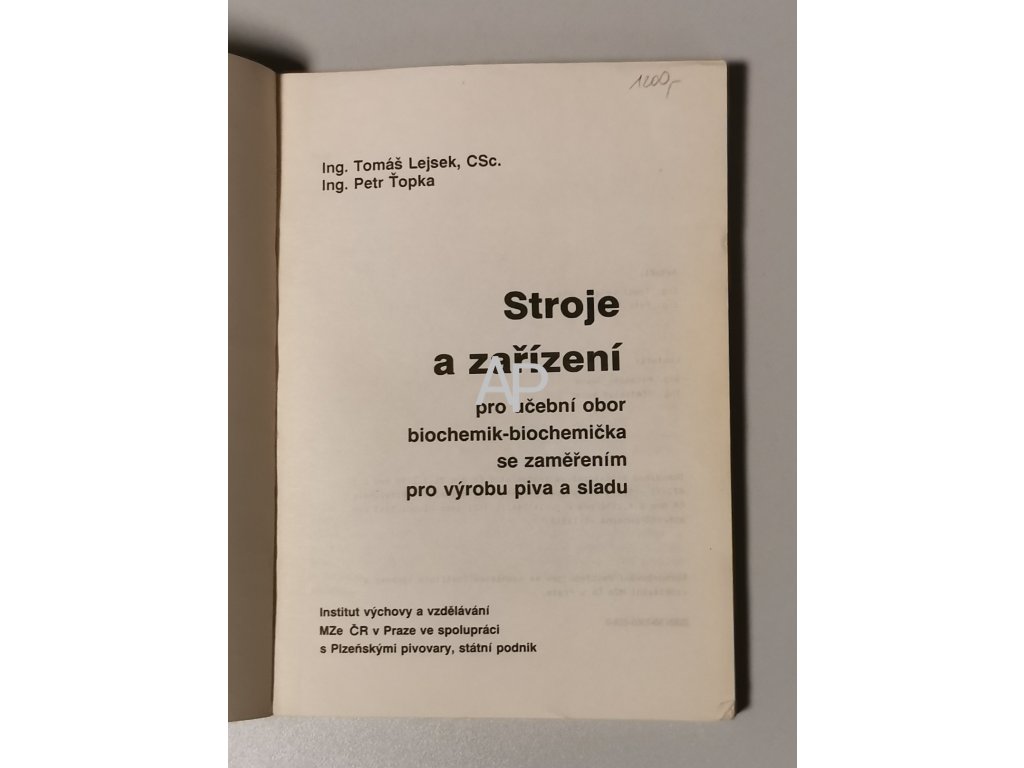 1200,-
Ing. Tomáš Lejsek, CSc.
Ing. Petr Ťopka
Stroje
a zařízení
AP
pro učební obor
biochemik-biochemička
se zaměřením
pro výrobu piva a sladu
Institut výchovy a vzdělávání
MZe ČR v Praze ve spolupráci
s Plzeňskými pivovary, státní podnik